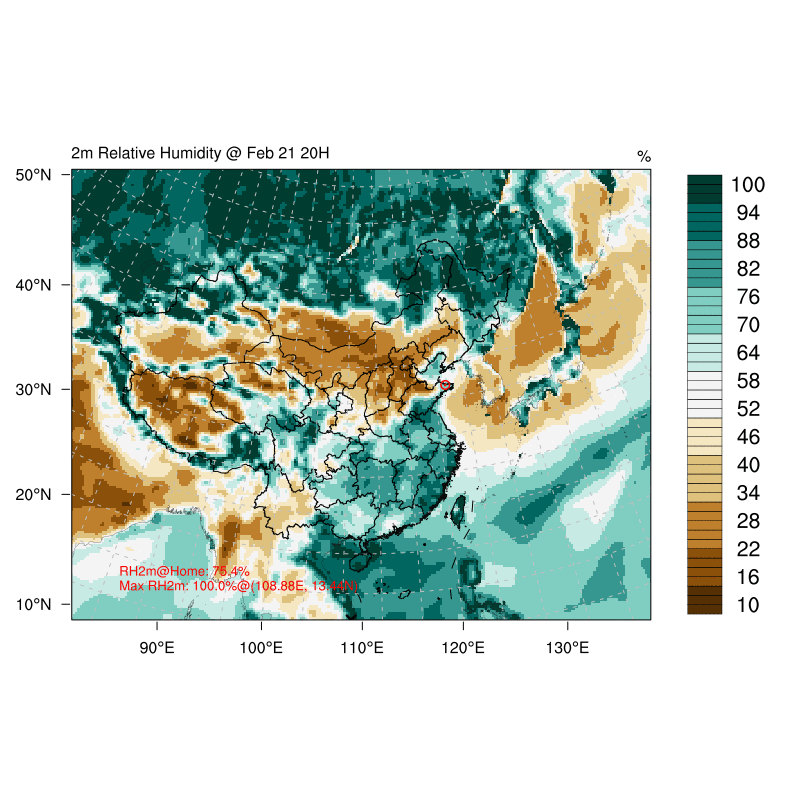 2m Relative Humidity @ Feb 21 20H
%
50°N
40°N
30°N
20°N
10°N
90°E
100°E
110°E
120°E
130°E
100
94
88
82
76
70
64
58
52
46
40
34
28
22
16
10
RH2m@Home: 75.4%
Max RH2m: 100.0%@(108.88E,